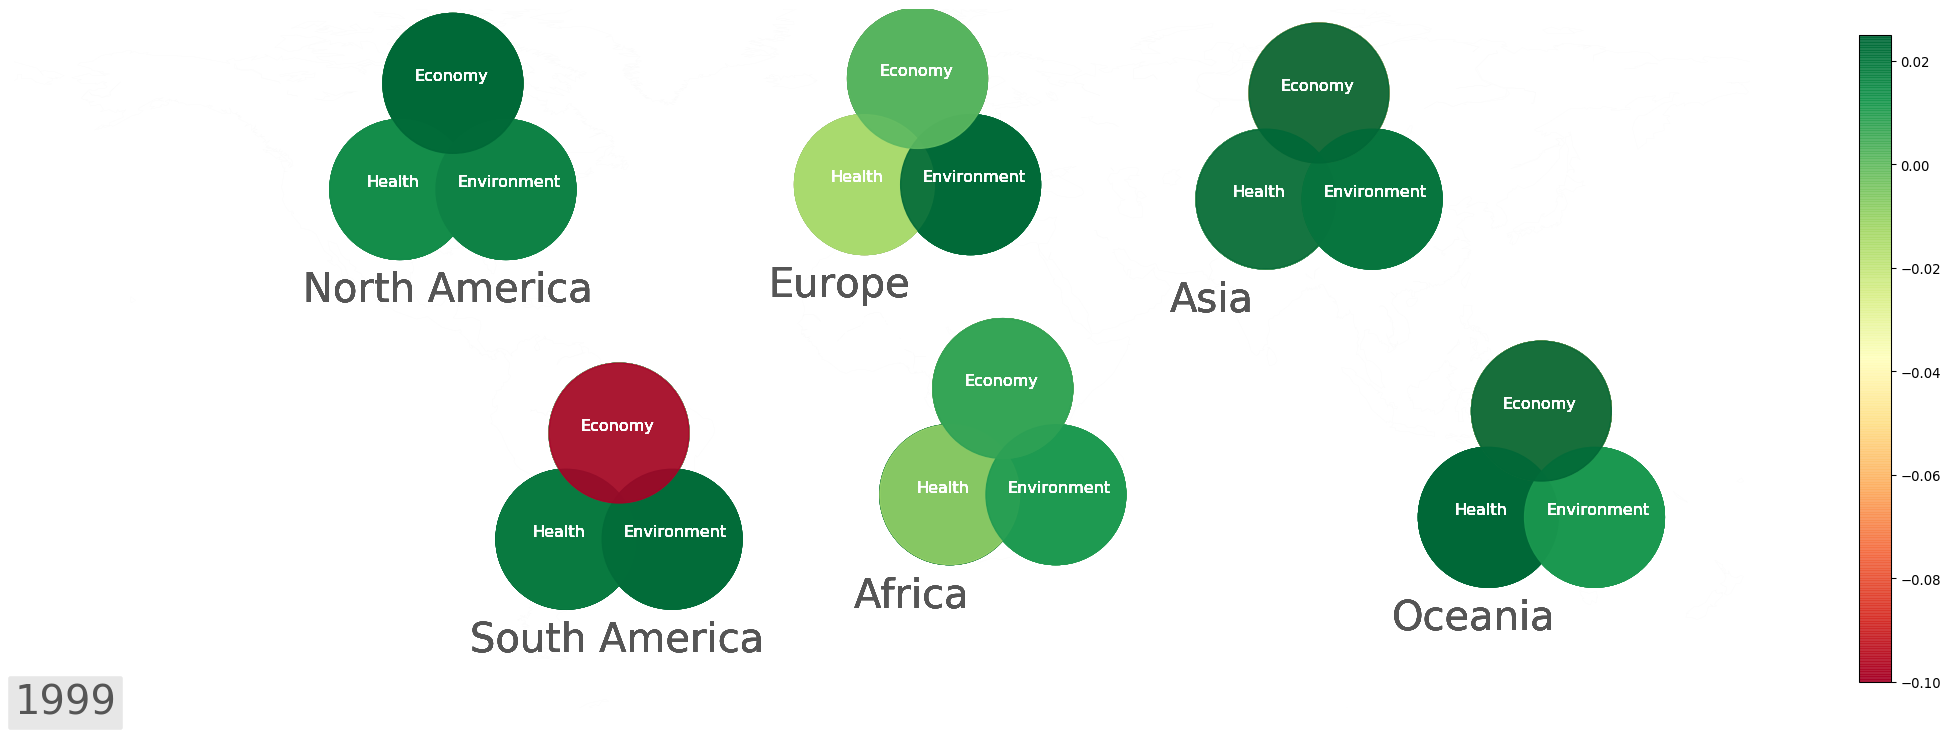 Economy
Health
Environment
North America
Economy
Health
Environment
Europe
Economy
Health
Environment
Asia
Economy
Health
Environment
South America
Economy
Health
Environment
Africa
Economy
Health
Environment
Oceania
0.02
0.00
−0.02
−0.04
−0.06
−0.08
−0.10
1999